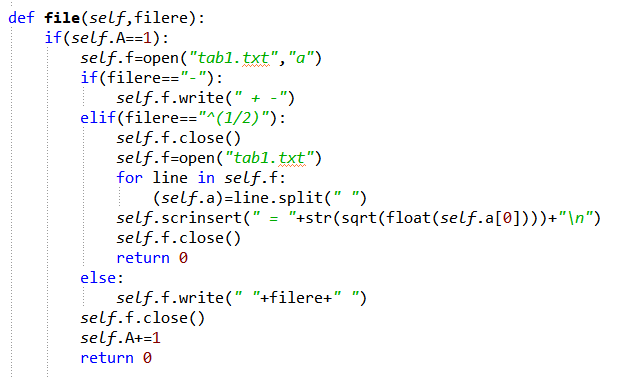 def file(self,filere):
    if(self.A==1):
        self.f=open("tab1.txt","a")
        if(filere=="-"):
            self.f.write(" + -")
        elif(filere=="^(1/2)"):
            self.f.close()
            self.f=open("tab1.txt")
            for line in self.f:
                (self.a)=line.split(" ")
            self.scrinsert(" = "+str(sqrt(float(self.a[0])))+"\n")
            self.f.close()
            return 0
        else:
            self.f.write(" "+filere+" ")
        self.f.close()
        self.A+=1
        return 0